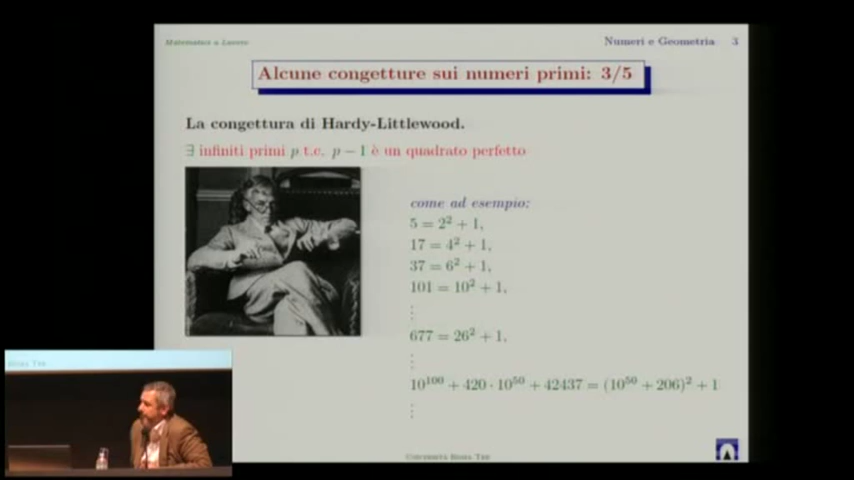 Numeri e Geometria 3
Alcune congetture sui numeri primi: 3/5
La congettura di Hardy-Littlewood.
∃ infiniti primi p t.c. p − 1 è un quadrato perfetto
come ad esempio:
5 = 2² + 1,
17 = 4² + 1,
37 = 6² + 1,
101 = 10² + 1,
⋮
677 = 26² + 1,
⋮
10¹⁰⁰ + 420 · 10⁵⁰ + 42437 = (10⁵⁰ + 206)² + 1
⋮
Università Roma Tre
Roma Tre